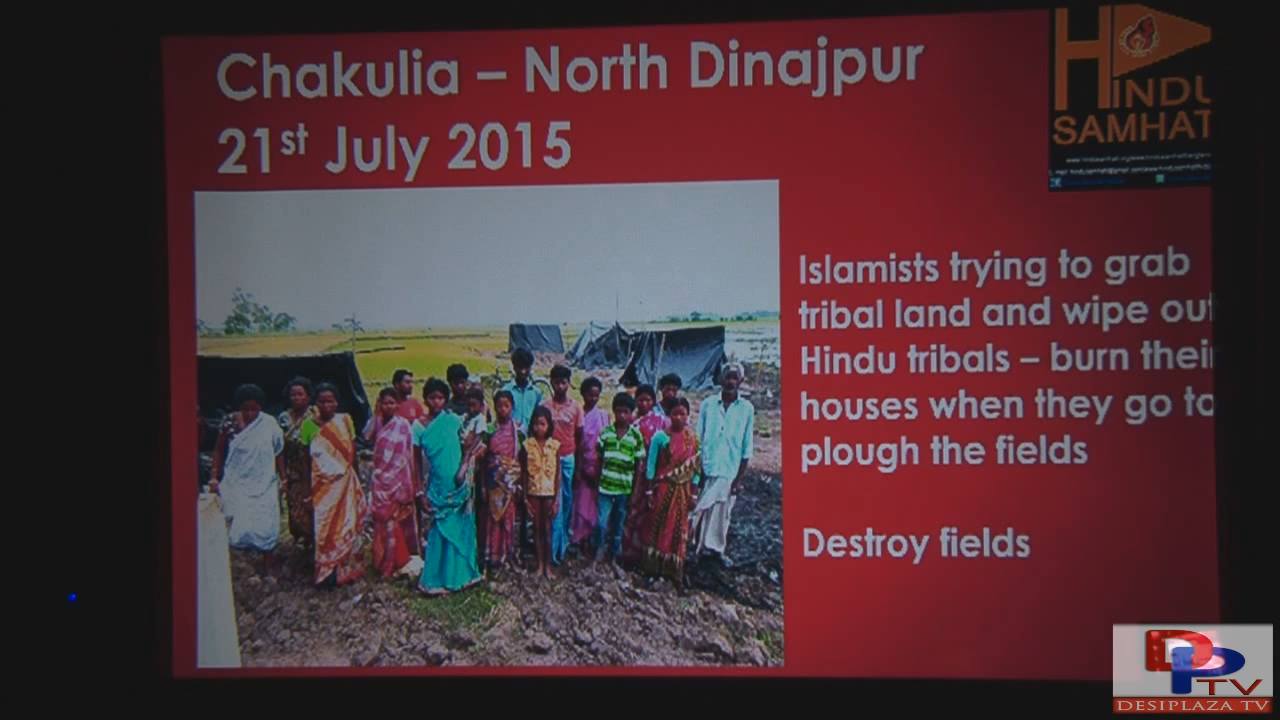 Chakulia – North Dinajpur
21st July 2015
HINDU
SAMHAT
Islamists trying to grab
tribal land and wipe out
Hindu tribals – burn their
houses when they go to
plough the fields
Destroy fields
DP
TV
DESIPLAZA TV